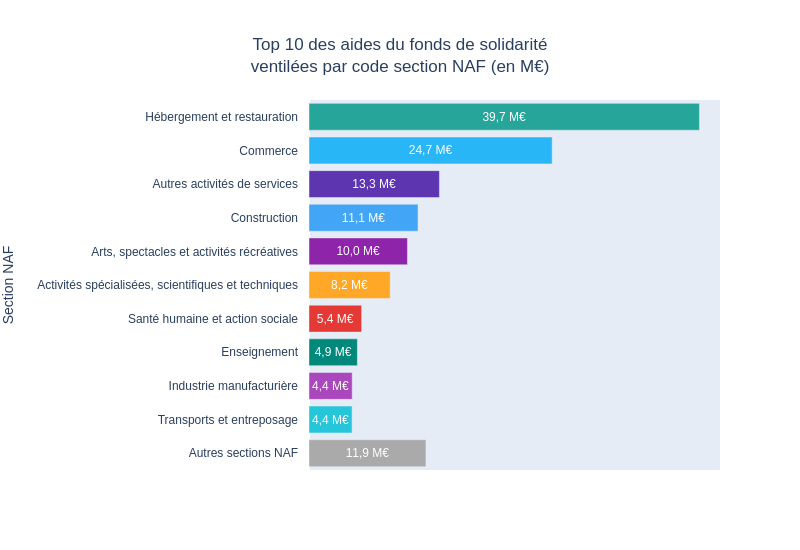 Top 10 des aides du fonds de solidarité
ventilées par code section NAF (en M€)
Section NAF
Hébergement et restauration 39,7 M€
Commerce 24,7 M€
Autres activités de services 13,3 M€
Construction 11,1 M€
Arts, spectacles et activités récréatives 10,0 M€
Activités spécialisées, scientifiques et techniques 8,2 M€
Santé humaine et action sociale 5,4 M€
Enseignement 4,9 M€
Industrie manufacturière 4,4 M€
Transports et entreposage 4,4 M€
Autres sections NAF 11,9 M€